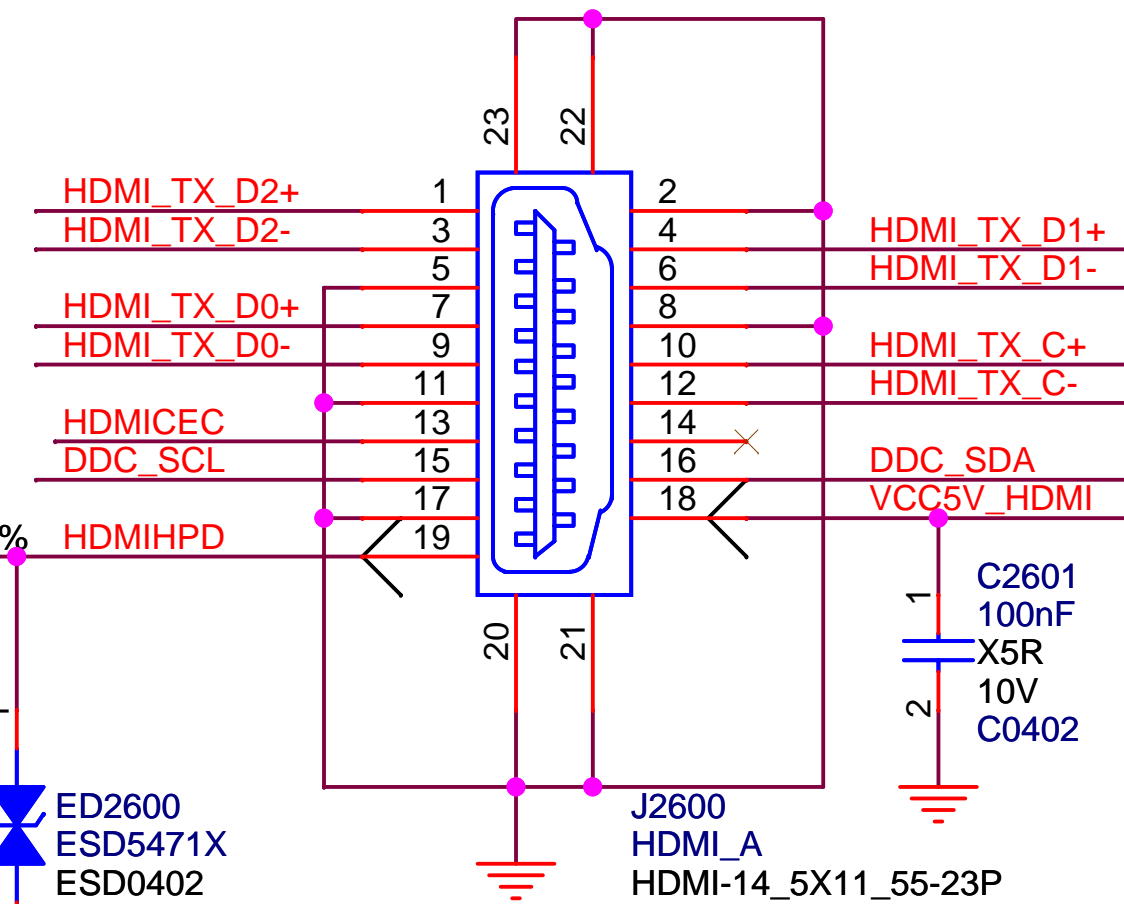 23 22
HDMI_TX_D2+ 1 2
HDMI_TX_D2- 3 4 HDMI_TX_D1+
5 6 HDMI_TX_D1-
HDMI_TX_D0+ 7 8
HDMI_TX_D0- 9 10 HDMI_TX_C+
11 12 HDMI_TX_C-
HDMICEC 13 14
DDC_SCL 15 16 DDC_SDA
17 18 VCC5V_HDMI
% HDMIHPD 19
C2601
1 100nF
20 21 X5R
10V
2 C0402
ED2600 J2600
ESD5471X HDMI_A
ESD0402 HDMI-14_5X11_55-23P